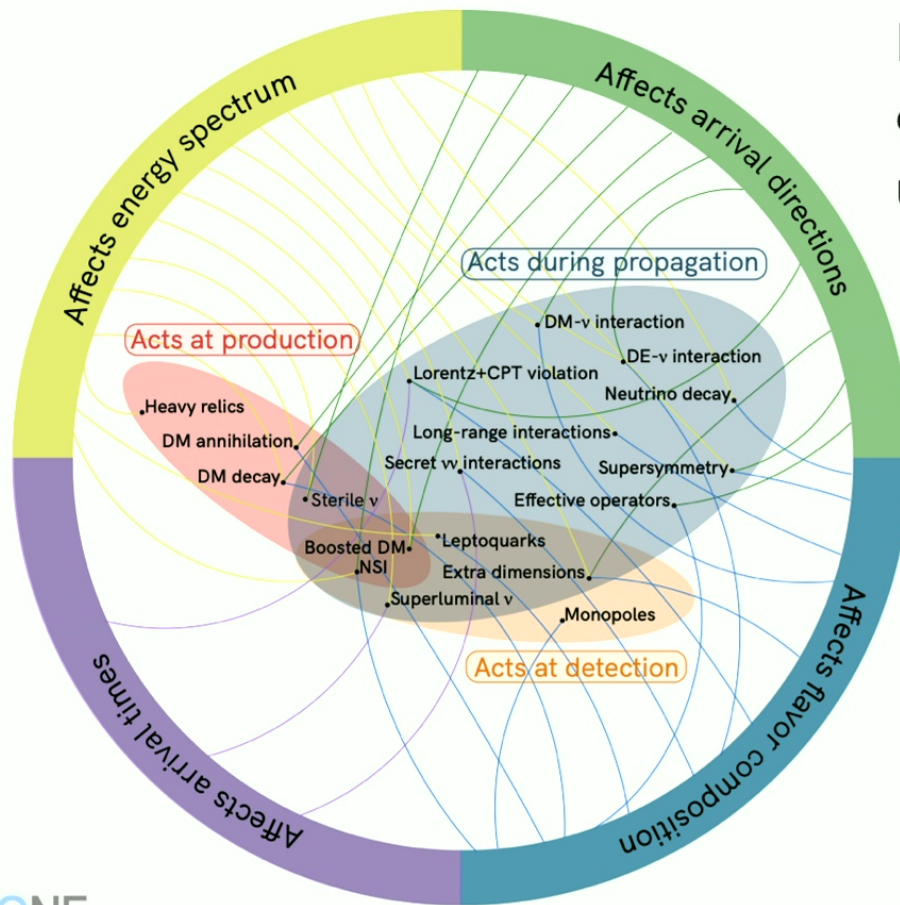 Affects energy spectrum
Affects arrival directions
Acts during propagation
DM-ν interaction
Acts at production
DE-ν interaction
Lorentz+CPT violation
Neutrino decay
Heavy relics
Long-range interactions
DM annihilation
Secret νν interactions
Supersymmetry
DM decay
Sterile ν
Effective operators
Leptoquarks
Boosted DM
NSI
Extra dimensions
Superluminal ν
Monopoles
Acts at detection
Affects arrival times
Affects flavor composition